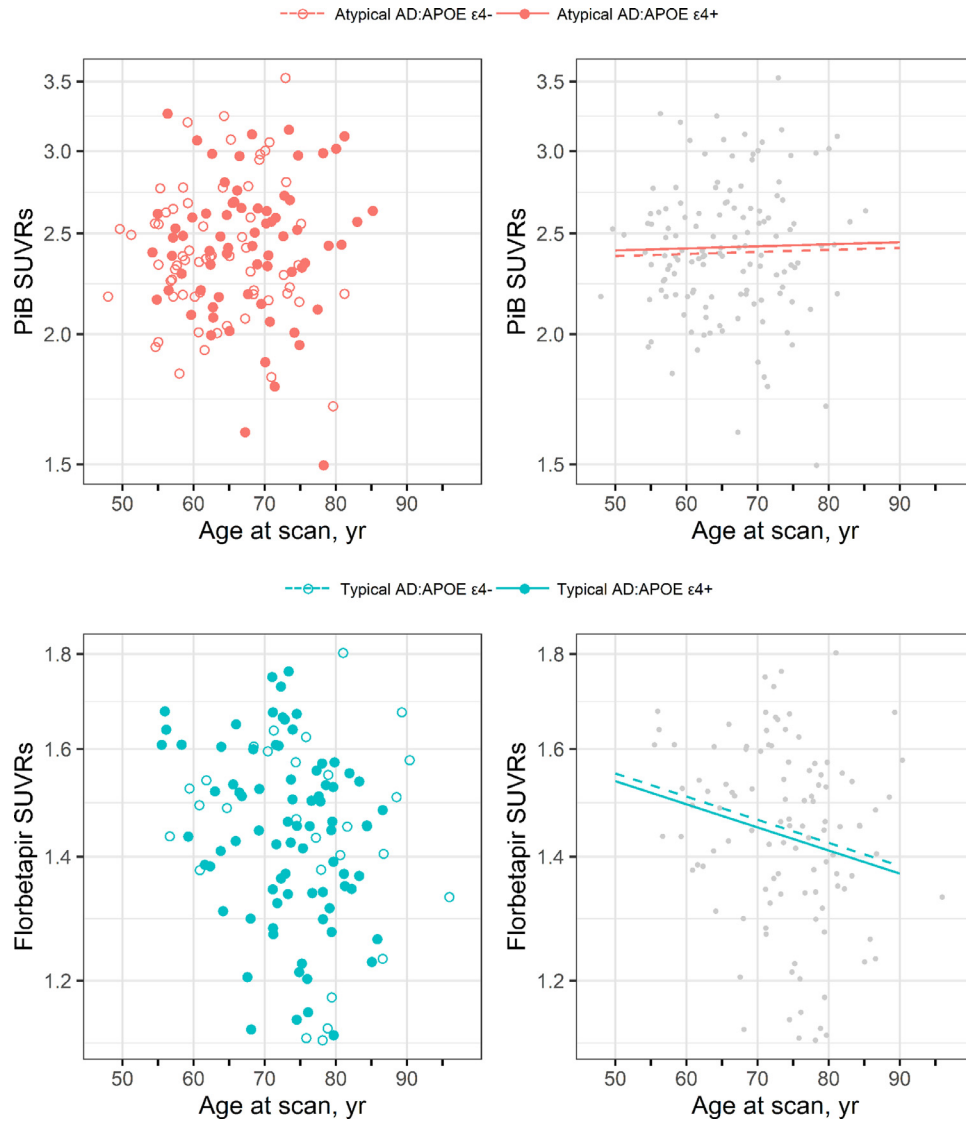 Atypical AD:APOE ε4- Atypical AD:APOE ε4+
PiB SUVRs
3.5
3.0
2.5
2.0
1.5
50 60 70 80 90
Age at scan, yr
PiB SUVRs
3.5
3.0
2.5
2.0
1.5
50 60 70 80 90
Age at scan, yr
Typical AD:APOE ε4- Typical AD:APOE ε4+
Florbetapir SUVRs
1.8
1.6
1.4
1.2
50 60 70 80 90
Age at scan, yr
Florbetapir SUVRs
1.8
1.6
1.4
1.2
50 60 70 80 90
Age at scan, yr